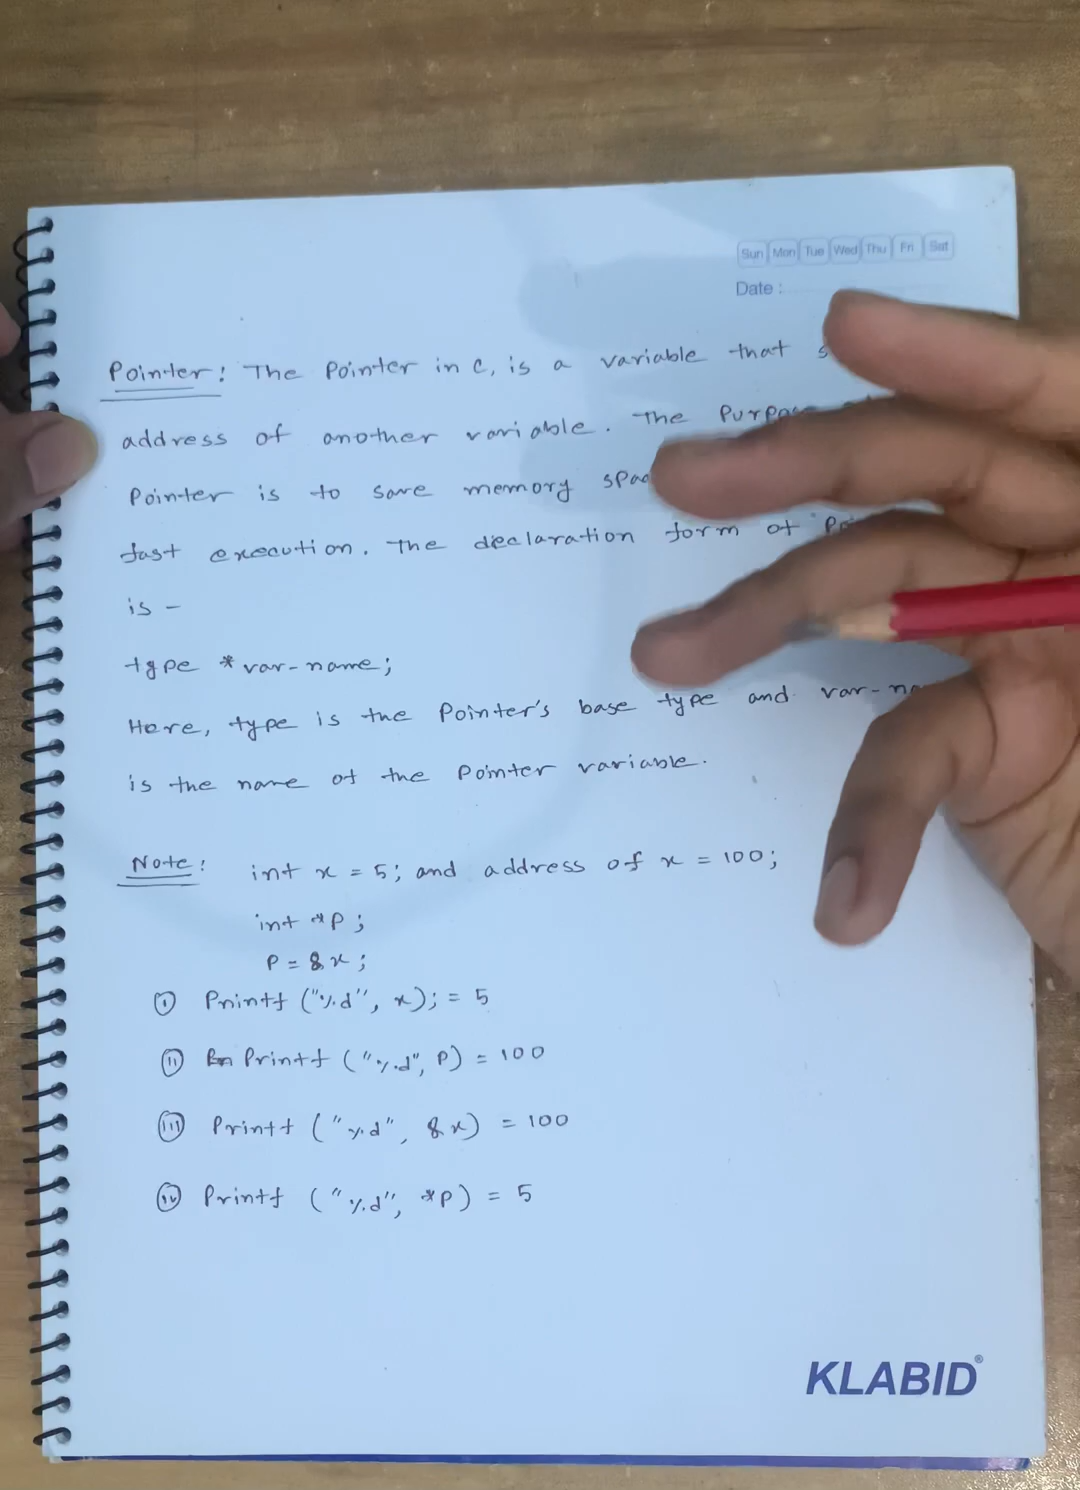 Sun Mon Tue Wed Thu Fri Sat
Date :
Pointer: The Pointer in C, is a variable that
address of another variable. The
Pointer is to save memory
fast execution. The declaration form of
is -
type *var-name;
Here, type is the Pointer's base type and
is the name of the Pointer variable.
Note: int x = 5; and address of x = 100;
int *P;
P = &x;
(i) Printf ("%d", x); = 5
(ii) Printf ("%d", P) = 100
(iii) Printf ("%d", &x) = 100
(iv) Printf ("%d", *P) = 5
KLABID®